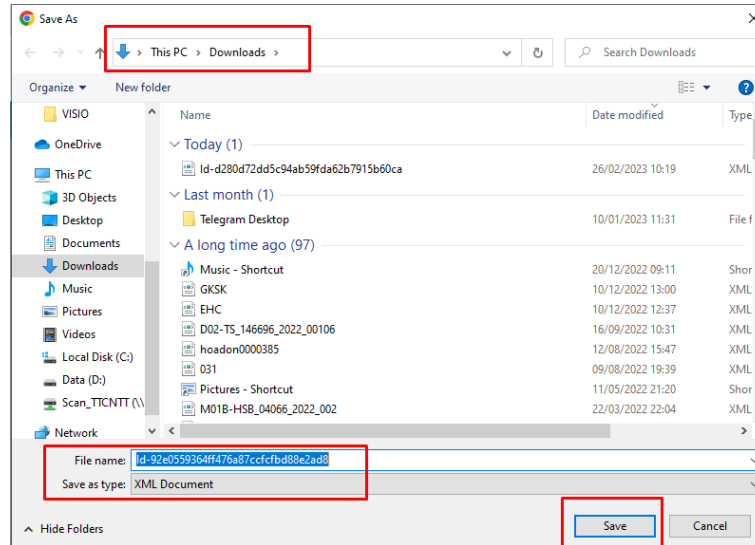 Save As
This PC > Downloads >
Search Downloads
Organize
New folder
VISIO
Name
Date modified
Type
OneDrive
Today (1)
This PC
Id-d280d72dd5c94ab59fda62b7915b60ca
26/02/2023 10:19
XML
3D Objects
Last month (1)
Desktop
Telegram Desktop
10/01/2023 11:31
File f
Documents
A long time ago (97)
Downloads
Music - Shortcut
20/12/2022 09:11
Shor
Music
GKSK
10/12/2022 13:00
XML
Pictures
EHC
10/12/2022 12:37
XML
Videos
D02-TS_146696_2022_00106
16/09/2022 10:31
XML
Local Disk (C:)
hoadon0000385
12/08/2022 15:47
XML
Data (D:)
031
09/08/2022 19:39
XML
Scan_TTCNTT (\\
Pictures - Shortcut
11/05/2022 21:20
Shor
M01B-HSB_04066_2022_002
22/03/2022 22:04
XML
Network
File name:
Id-92e0559364ff476a87ccfcfbd88e2ad8
Save as type:
XML Document
Hide Folders
Save
Cancel